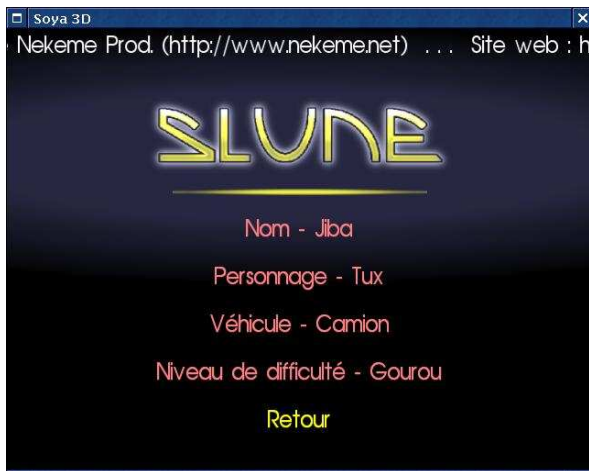 Soya 3D
Nekeme Prod. (http://www.nekeme.net) . . . Site web : h
SLUNE
Nom - Jiba
Personnage - Tux
Véhicule - Camion
Niveau de difficulté - Gourou
Retour